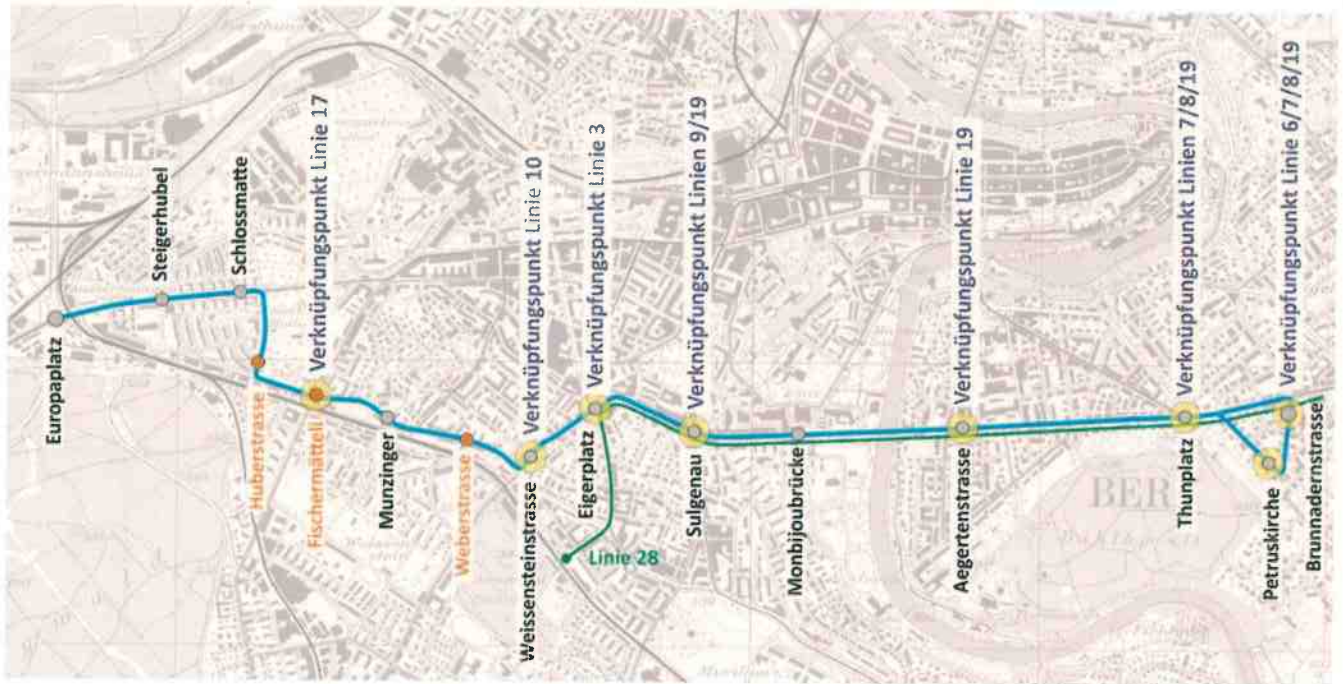 Europaplatz
Steigerhubel
Schlossmatte
Huberstrasse
Fischermätteli
Verknüpfungspunkt Linie 17
Munzinger
Weberstrasse
Weissensteinstrasse
Verknüpfungspunkt Linie 10
Eigerplatz
Verknüpfungspunkt Linie 3
Linie 28
Sulgenau
Verknüpfungspunkt Linien 9/19
Monbijoubrücke
Aegertenstrasse
Verknüpfungspunkt Linie 19
Thunplatz
Verknüpfungspunkt Linien 7/8/19
BER
Petruskirche
Brunnadernstrasse
Verknüpfungspunkt Linie 6/7/8/19